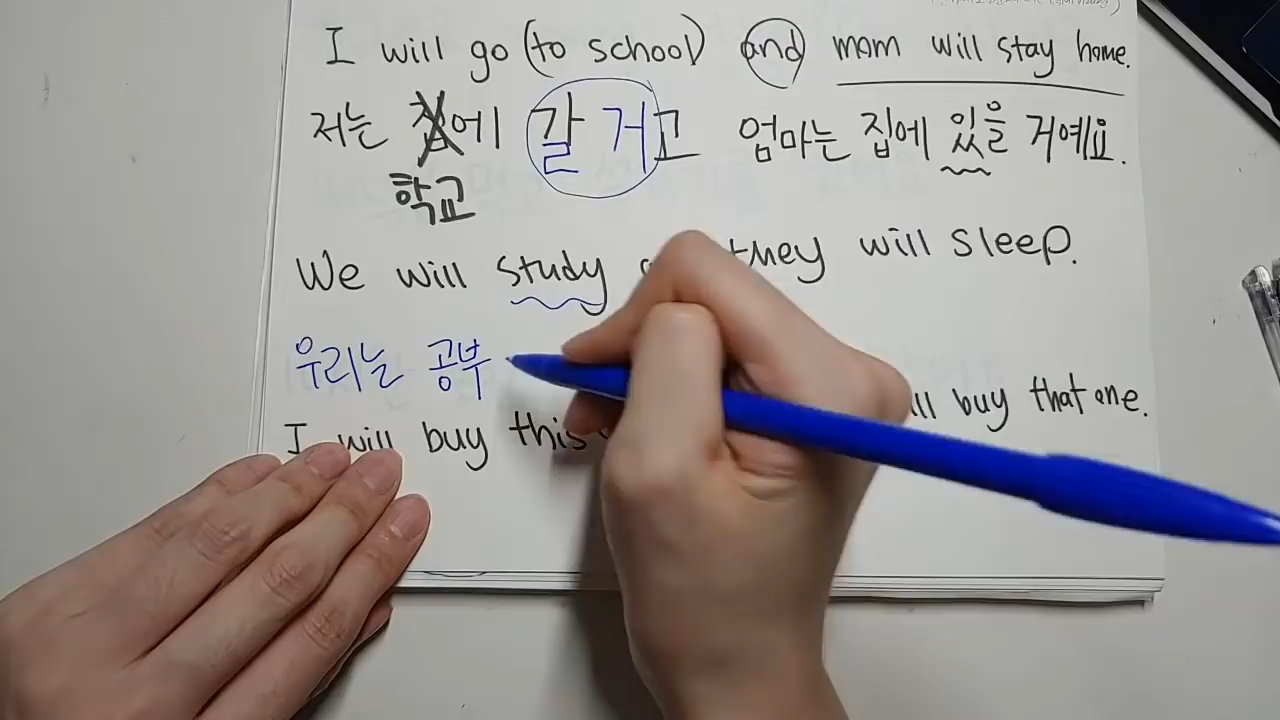 I will go (to school) and mom will stay home.
저는 집에 갈 거고 엄마는 집에 있을 거예요.
학교
We will study they will sleep.
우리는 공부
I will buy this buy that one.